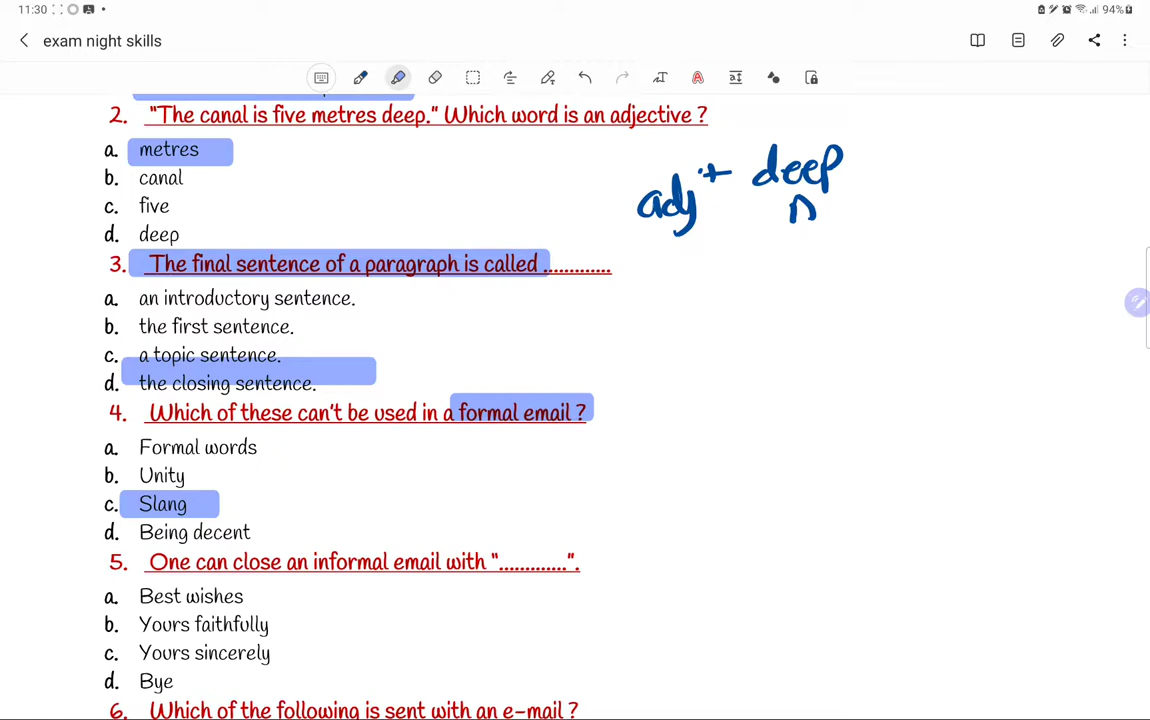 11:30
94%
exam night skills
2. "The canal is five metres deep." Which word is an adjective ?
a. metres
b. canal
c. five
d. deep
adj + deep
n
3. The final sentence of a paragraph is called .............
a. an introductory sentence.
b. the first sentence.
c. a topic sentence.
d. the closing sentence.
4. Which of these can't be used in a formal email ?
a. Formal words
b. Unity
c. Slang
d. Being decent
5. One can close an informal email with ".............".
a. Best wishes
b. Yours faithfully
c. Yours sincerely
d. Bye
6. Which of the following is sent with an e-mail ?